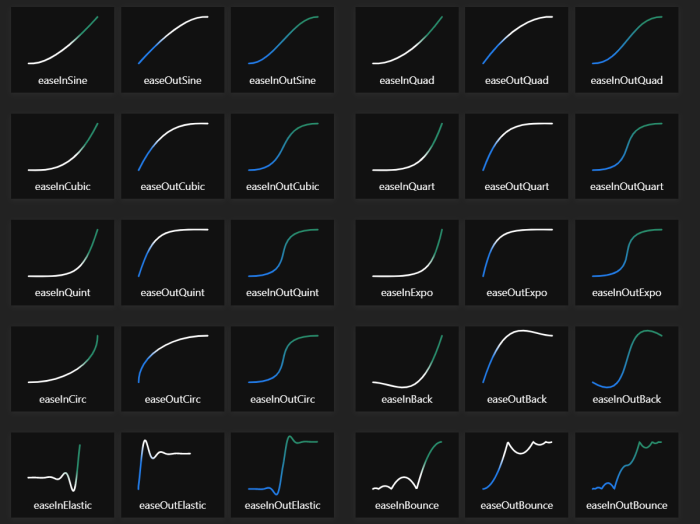 easeInSine
easeOutSine
easeInOutSine
easeInQuad
easeOutQuad
easeInOutQuad
easeInCubic
easeOutCubic
easeInOutCubic
easeInQuart
easeOutQuart
easeInOutQuart
easeInQuint
easeOutQuint
easeInOutQuint
easeInExpo
easeOutExpo
easeInOutExpo
easeInCirc
easeOutCirc
easeInOutCirc
easeInBack
easeOutBack
easeInOutBack
easeInElastic
easeOutElastic
easeInOutElastic
easeInBounce
easeOutBounce
easeInOutBounce